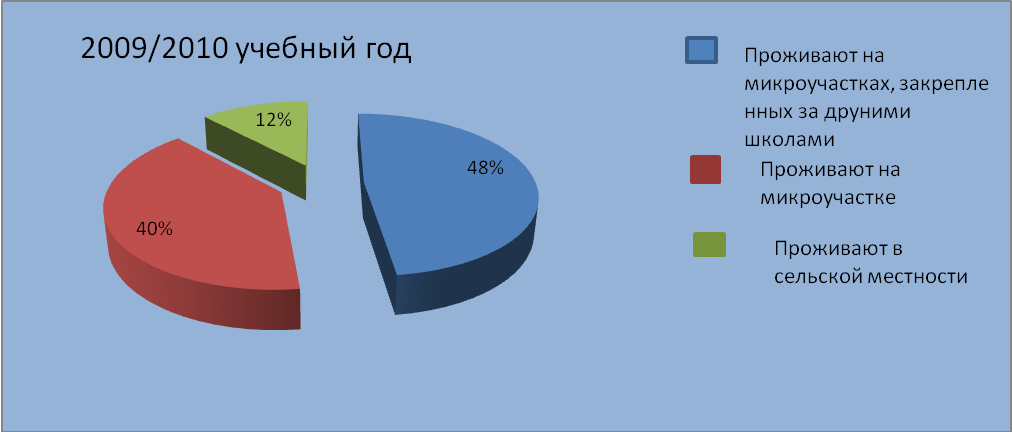 2009/2010 учебный год
12%
48%
40%
Проживают на
микроучастках, закрепле
нных за друними
школами
Проживают на
микроучастке
Проживают в
сельской местности